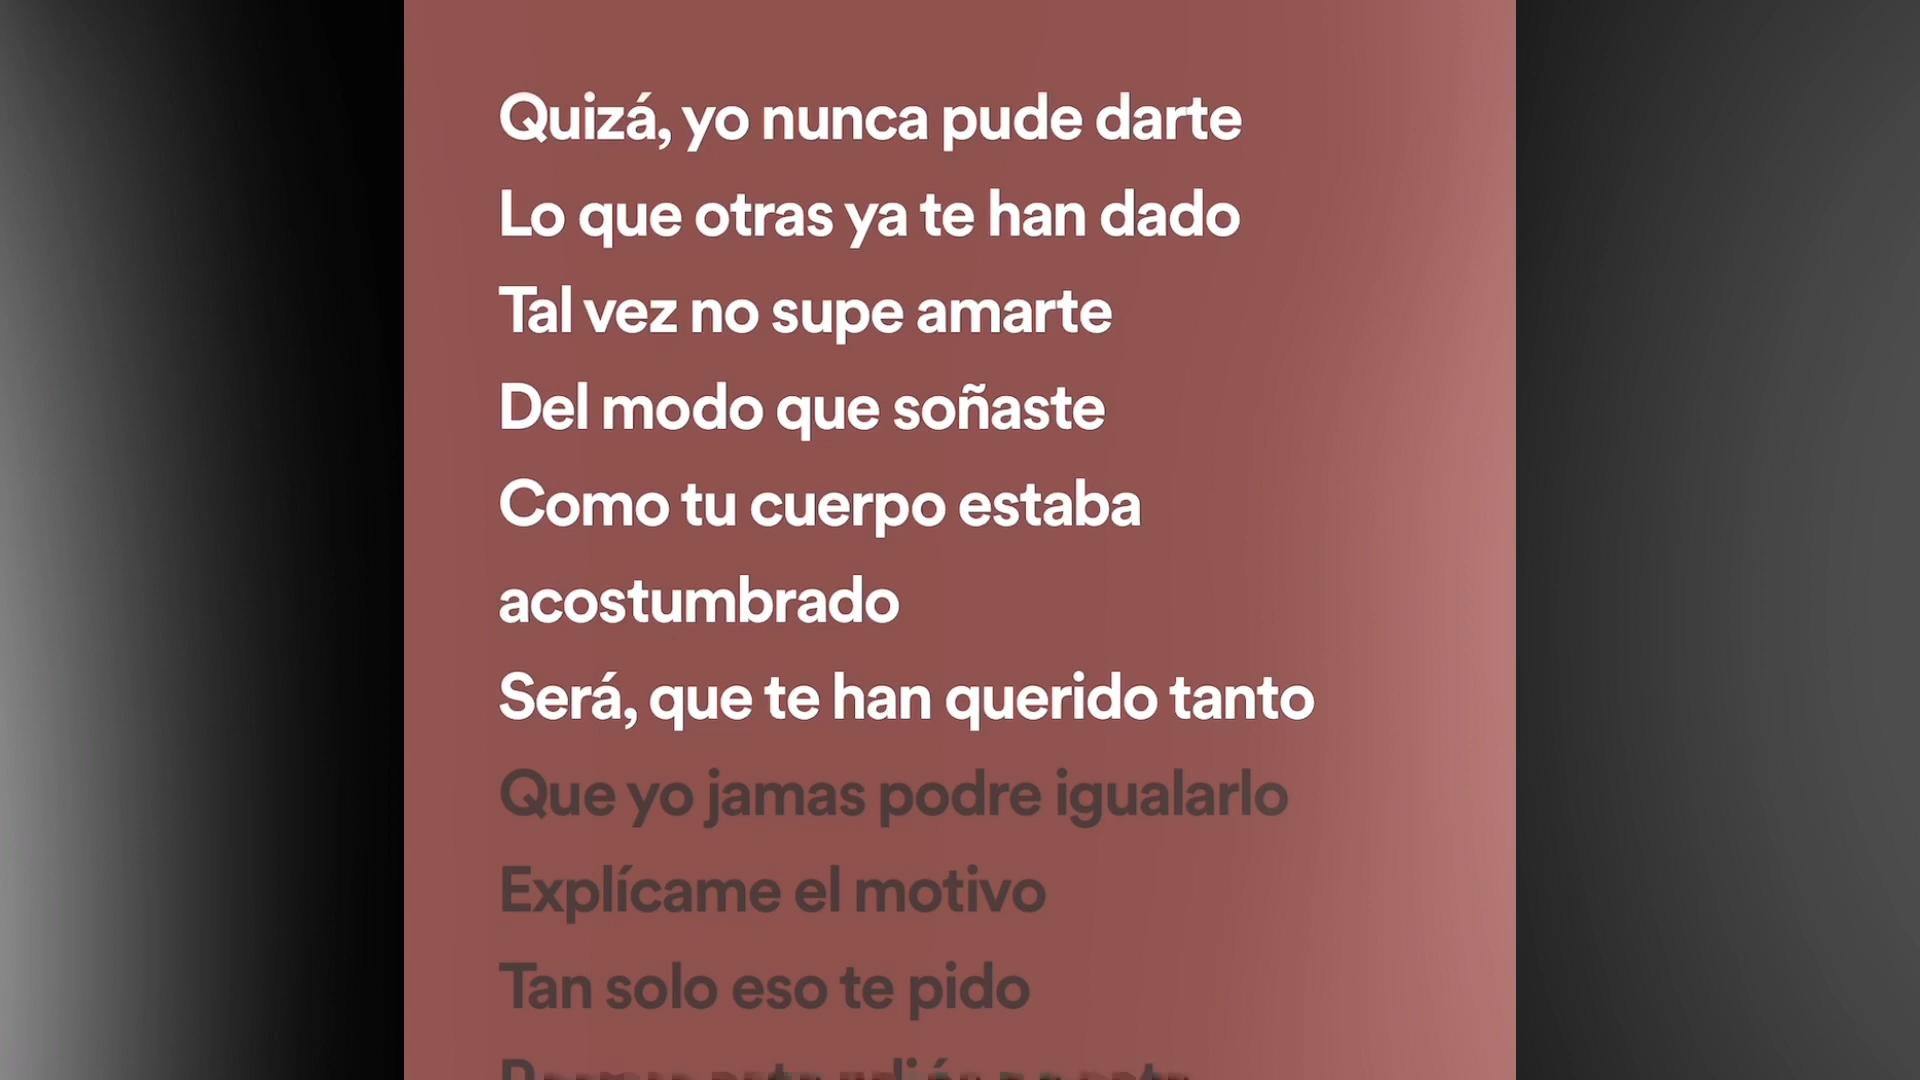 Quizá, yo nunca pude darte
Lo que otras ya te han dado
Tal vez no supe amarte
Del modo que soñaste
Como tu cuerpo estaba
acostumbrado
Será, que te han querido tanto
Que yo jamas podre igualarlo
Explícame el motivo
Tan solo eso te pido